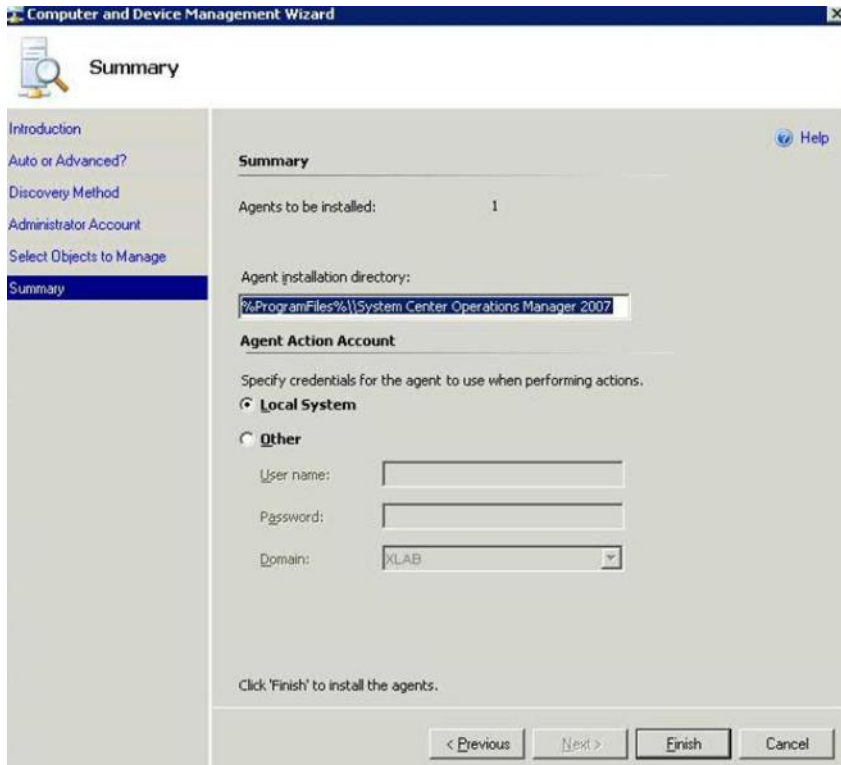 Computer and Device Management Wizard
Summary
Introduction
Auto or Advanced?
Discovery Method
Administrator Account
Select Objects to Manage
Summary
Help
Summary
Agents to be installed: 1
Agent installation directory:
%ProgramFiles%\\System Center Operations Manager 2007
Agent Action Account
Specify credentials for the agent to use when performing actions.
Local System
Other
User name:
Password:
Domain: XLAB
Click 'Finish' to install the agents.
< Previous Next > Finish Cancel